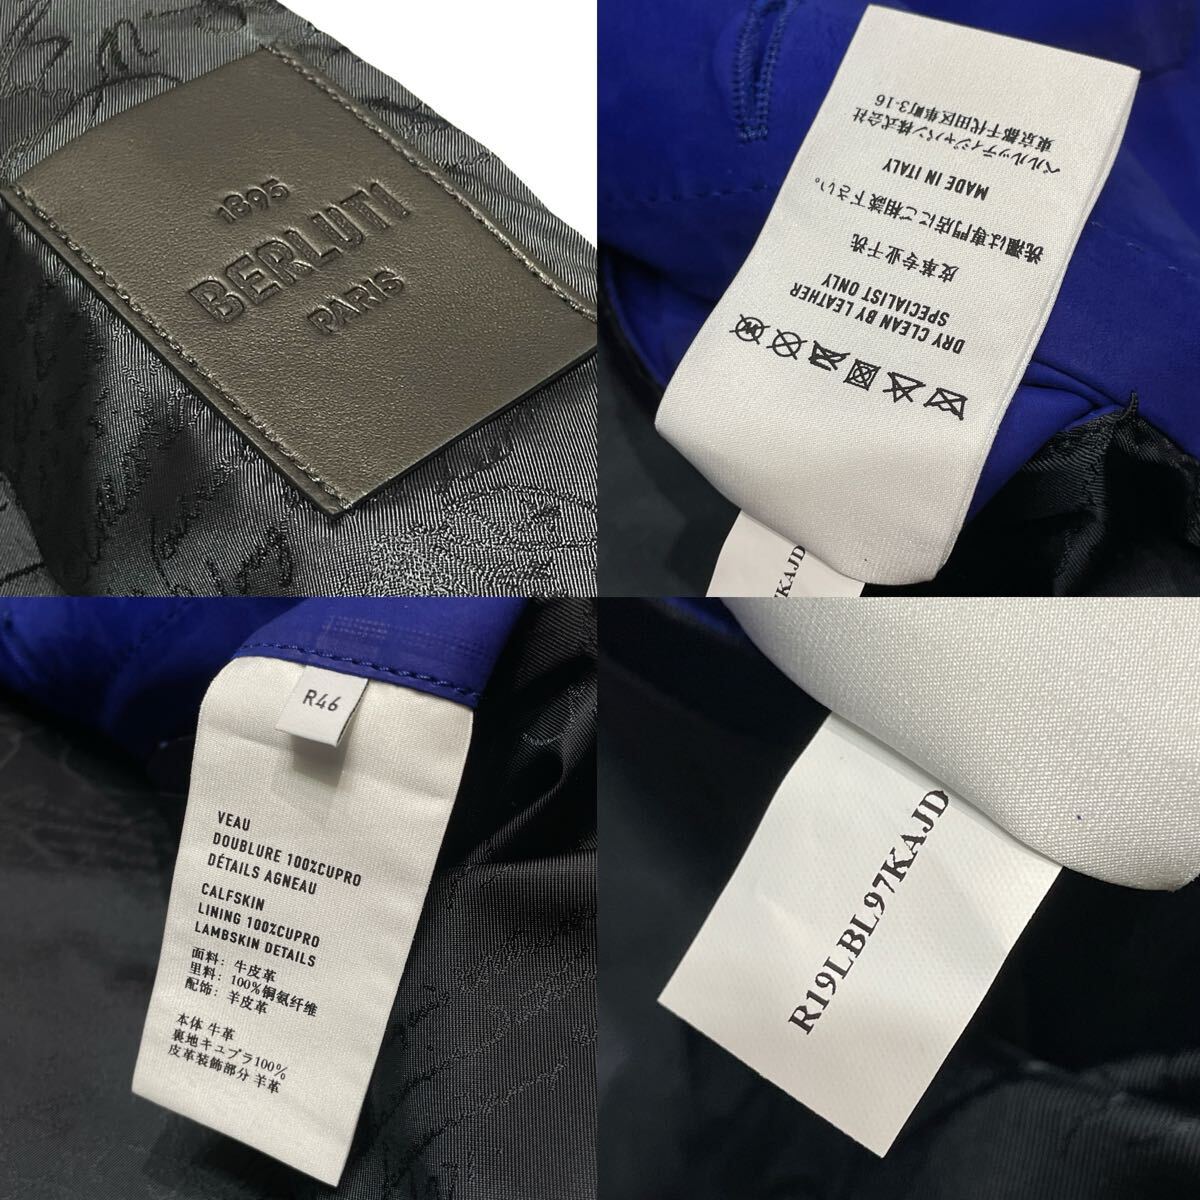 1895
BERLUTI
PARIS
DRY CLEAN BY LEATHER
SPECIALIST ONLY
皮革专业干洗
洗濯は専門店にご相談下さい。
MADE IN ITALY
ベルルッティジャパン株式会社
東京都千代田区隼町3-16
KAJD
R46
VEAU
DOUBLURE 100%CUPRO
DÉTAILS AGNEAU
CALFSKIN
LINING 100%CUPRO
LAMBSKIN DETAILS
面料: 牛皮革
里料: 100%铜氨纤维
配饰: 羊皮革
本体 牛革
裏地キュプラ100%
皮革装飾部分 羊革
R19LBL97KAJD